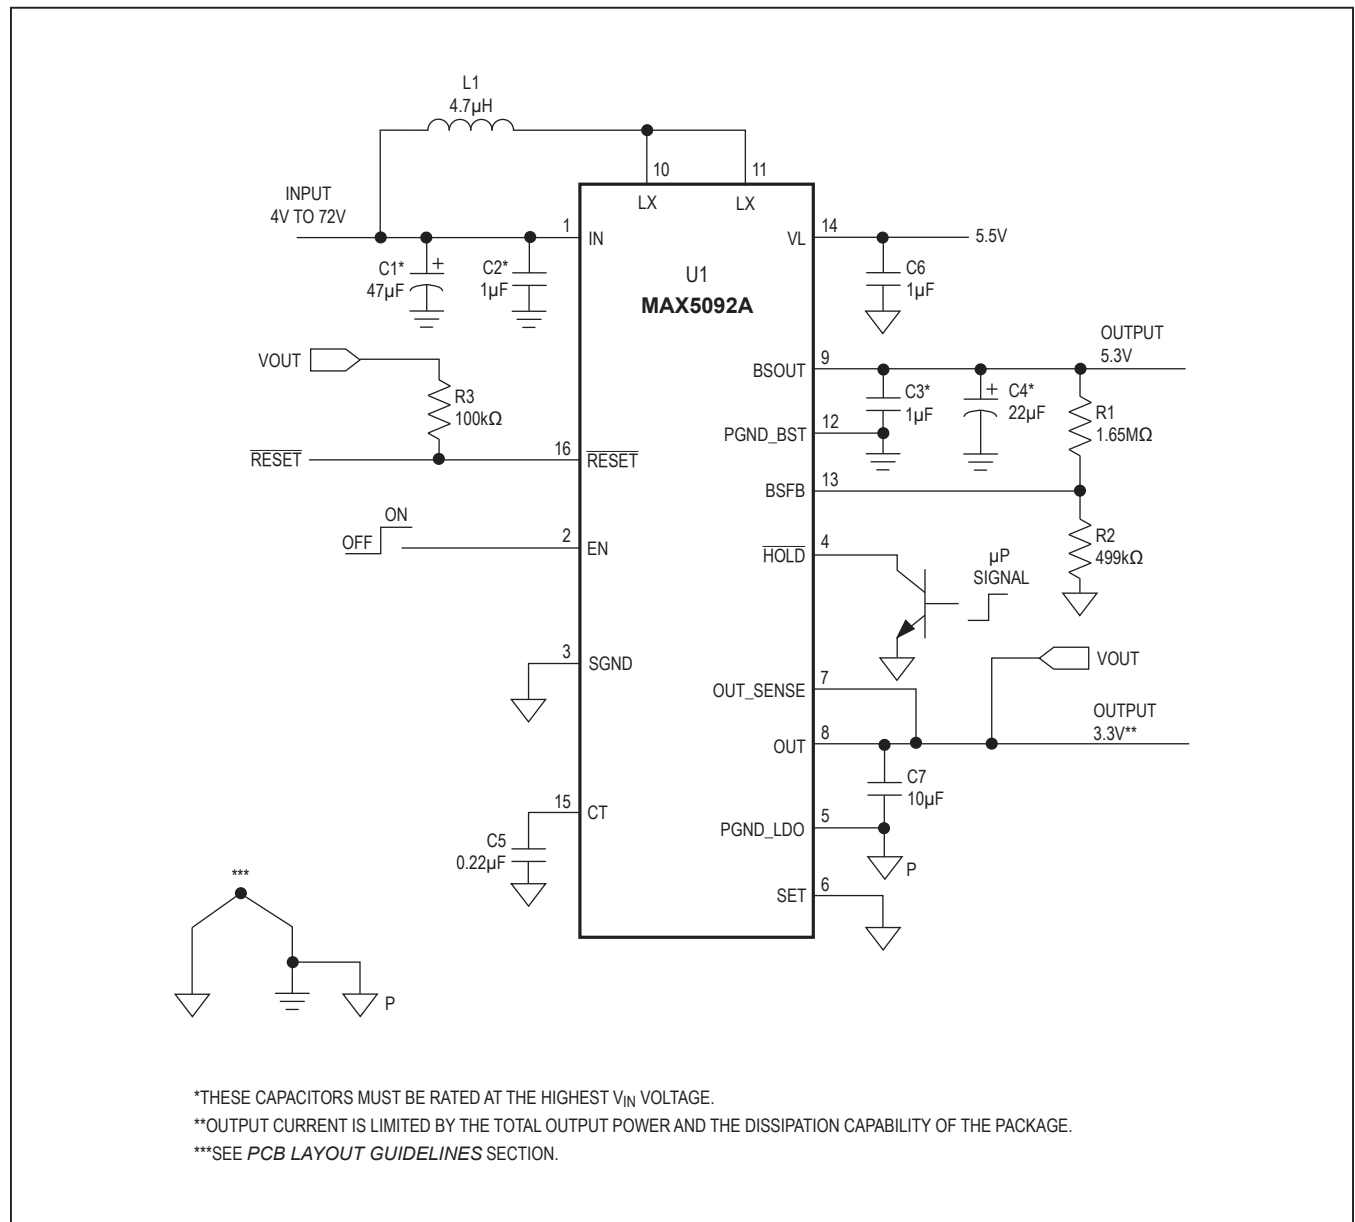 L1
4.7µH
10
11
LX
LX
INPUT
4V TO 72V
1
IN
VL
14
5.5V
C1*
47µF
+
C2*
1µF
U1
MAX5092A
C6
1µF
OUTPUT
5.3V
VOUT
R3
100kΩ
BSOUT
9
C3*
1µF
+
C4*
22µF
R1
1.65MΩ
PGND_BST
12
RESET
16
RESET
BSFB
13
ON
OFF
2
EN
HOLD
4
µP
SIGNAL
R2
499kΩ
3
SGND
VOUT
OUT_SENSE
7
OUTPUT
3.3V**
OUT
8
C7
10µF
15
CT
C5
0.22µF
PGND_LDO
5
P
SET
6
***
P
*THESE CAPACITORS MUST BE RATED AT THE HIGHEST VIN VOLTAGE.
**OUTPUT CURRENT IS LIMITED BY THE TOTAL OUTPUT POWER AND THE DISSIPATION CAPABILITY OF THE PACKAGE.
***SEE PCB LAYOUT GUIDELINES SECTION.